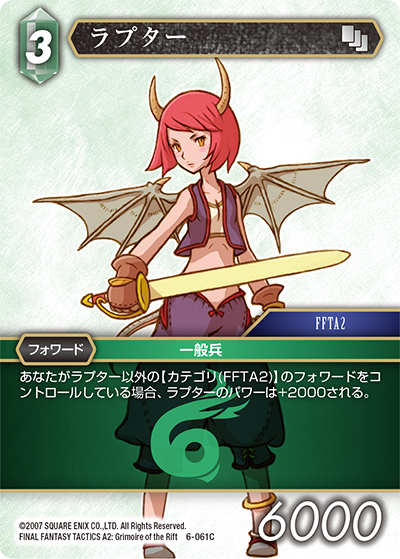 3
ラプター
FFTA2
フォワード
一般兵
あなたがラプター以外の【カテゴリ(FFTA2)】のフォワードをコ
ントロールしている場合、ラプターのパワーは+2000される。
©2007 SQUARE ENIX CO.,LTD. All Rights Reserved.
FINAL FANTASY TACTICS A2: Grimoire of the Rift 6-061C
6000